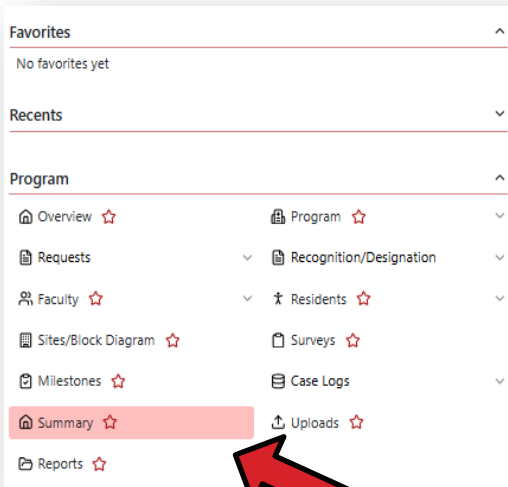 Favorites
No favorites yet
Recents
Program
Overview Program
Requests Recognition/Designation
Faculty Residents
Sites/Block Diagram Surveys
Milestones Case Logs
Summary Uploads
Reports